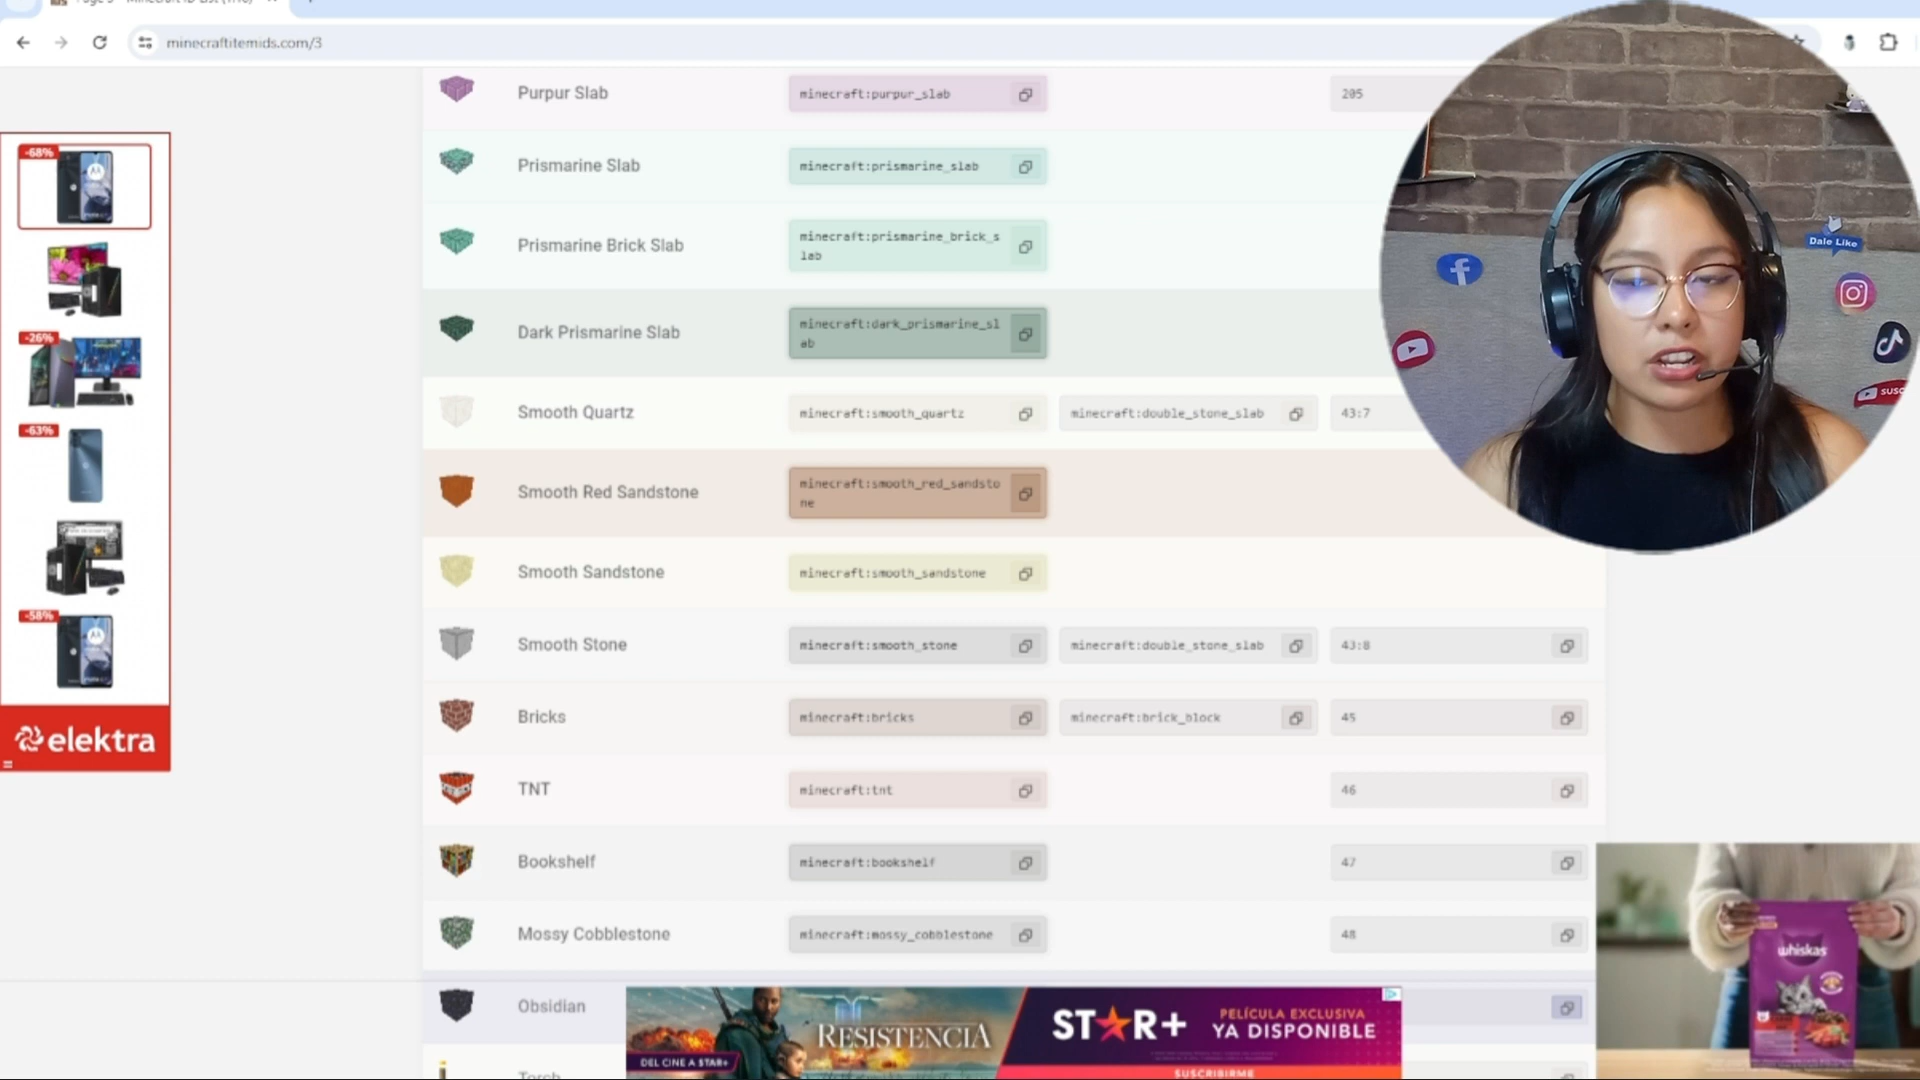 minecraftitemids.com/3
Purpur Slab
minecraft:purpur_slab
205
Prismarine Slab
minecraft:prismarine_slab
Prismarine Brick Slab
minecraft:prismarine_brick_s
lab
Dark Prismarine Slab
minecraft:dark_prismarine_sl
ab
Smooth Quartz
minecraft:smooth_quartz
minecraft:double_stone_slab
43:7
Smooth Red Sandstone
minecraft:smooth_red_sandsto
ne
Smooth Sandstone
minecraft:smooth_sandstone
Smooth Stone
minecraft:smooth_stone
minecraft:double_stone_slab
43:8
Bricks
minecraft:bricks
minecraft:brick_block
45
TNT
minecraft:tnt
46
Bookshelf
minecraft:bookshelf
47
Mossy Cobblestone
minecraft:mossy_cobblestone
48
Obsidian
Torch
-68%
-26%
-63%
-58%
elektra
Dale Like
SUSC
whiskas
RESISTENCIA
DEL CINE A STAR+
STAR+
PELÍCULA EXCLUSIVA
YA DISPONIBLE
SUSCRIBIRME